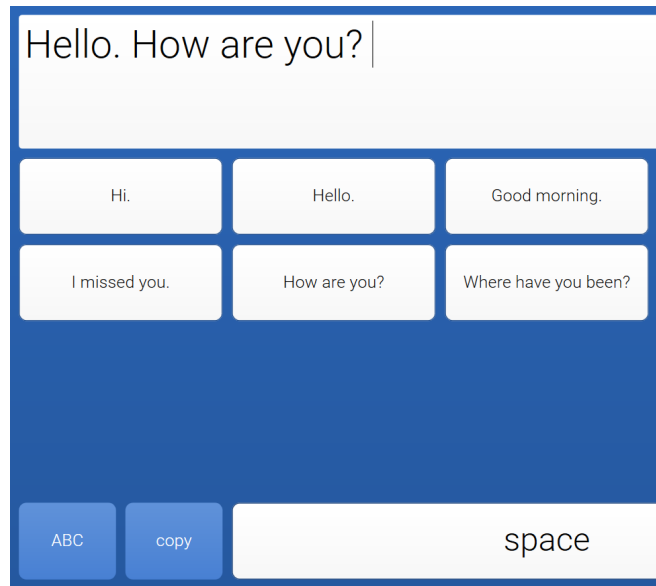 Hello. How are you?
Hi. Hello. Good morning.
I missed you. How are you? Where have you been?
ABC copy space